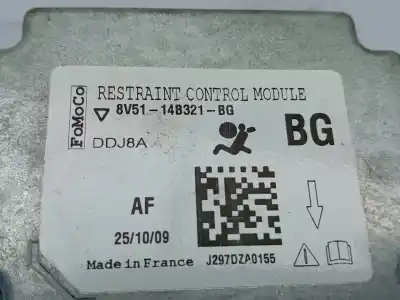 FoMoCo
RESTRAINT CONTROL MODULE
8V51-14B321-BG
DDJ8A
BG
AF
25/10/09
Made in France
J297DZA0155